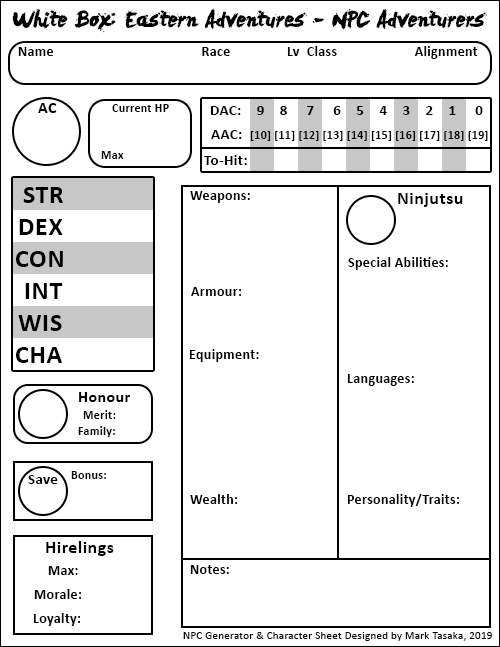 White Box: Eastern Adventures - NPC Adventurers
Name Race Lv Class Alignment
AC
Current HP
Max
DAC: 9 8 7 6 5 4 3 2 1 0
AAC: [10] [11] [12] [13] [14] [15] [16] [17] [18] [19]
To-Hit:
STR
DEX
CON
INT
WIS
CHA
Honour
Merit:
Family:
Save
Bonus:
Hirelings
Max:
Morale:
Loyalty:
Weapons:
Armour:
Equipment:
Wealth:
Ninjutsu
Special Abilities:
Languages:
Personality/Traits:
Notes:
NPC Generator & Character Sheet Designed by Mark Tasaka, 2019